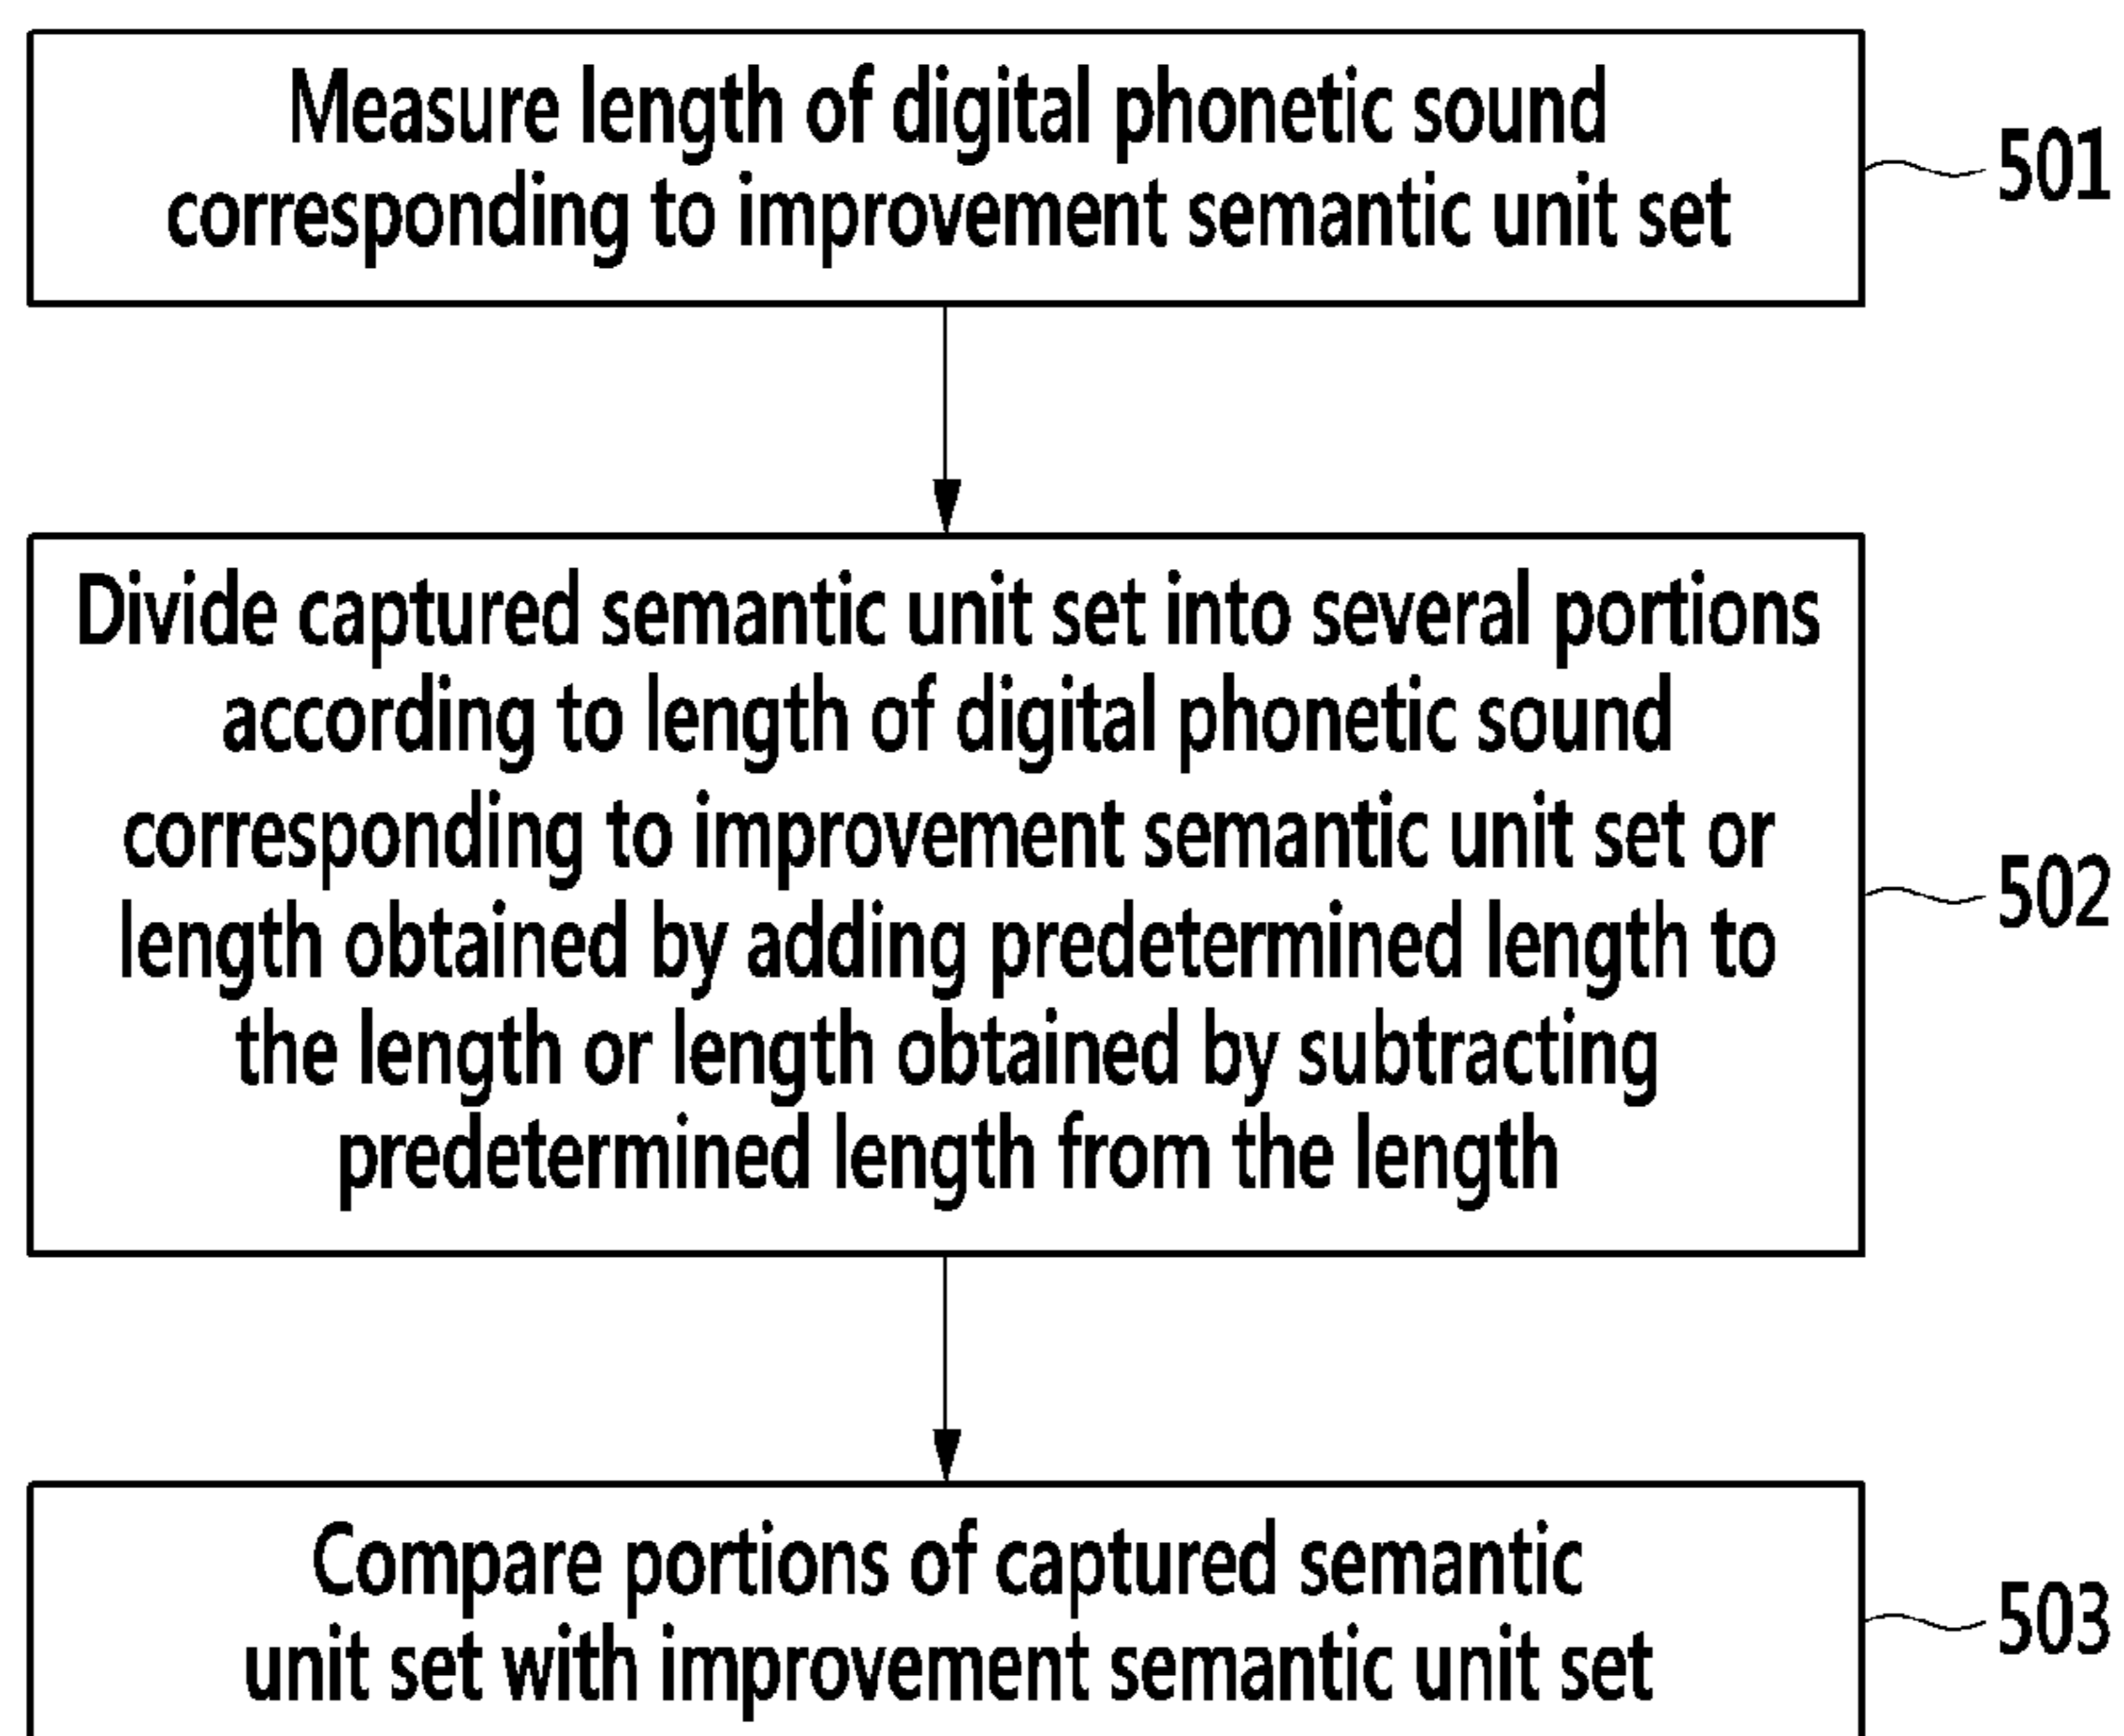 Measure length of digital phonetic sound
corresponding to improvement semantic unit set
501
Divide captured semantic unit set into several portions
according to length of digital phonetic sound
corresponding to improvement semantic unit set or
length obtained by adding predetermined length to
the length or length obtained by subtracting
predetermined length from the length
502
Compare portions of captured semantic
unit set with improvement semantic unit set
503